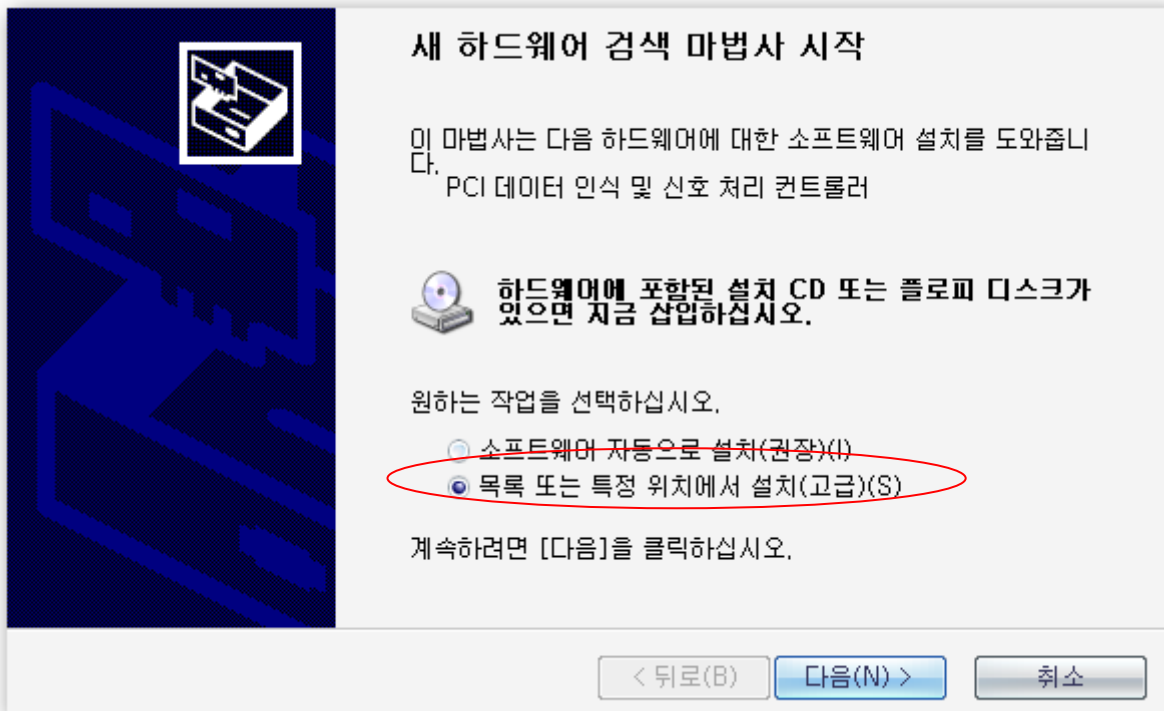 새 하드웨어 검색 마법사 시작
이 마법사는 다음 하드웨어에 대한 소프트웨어 설치를 도와줍니
다.
PCI 데이터 인식 및 신호 처리 컨트롤러
하드웨어에 포함된 설치 CD 또는 플로피 디스크가
있으면 지금 삽입하십시오.
원하는 작업을 선택하십시오.
소프트웨어 자동으로 설치(권장)(I)
목록 또는 특정 위치에서 설치(고급)(S)
계속하려면 [다음]을 클릭하십시오.
< 뒤로(B) 다음(N) > 취소